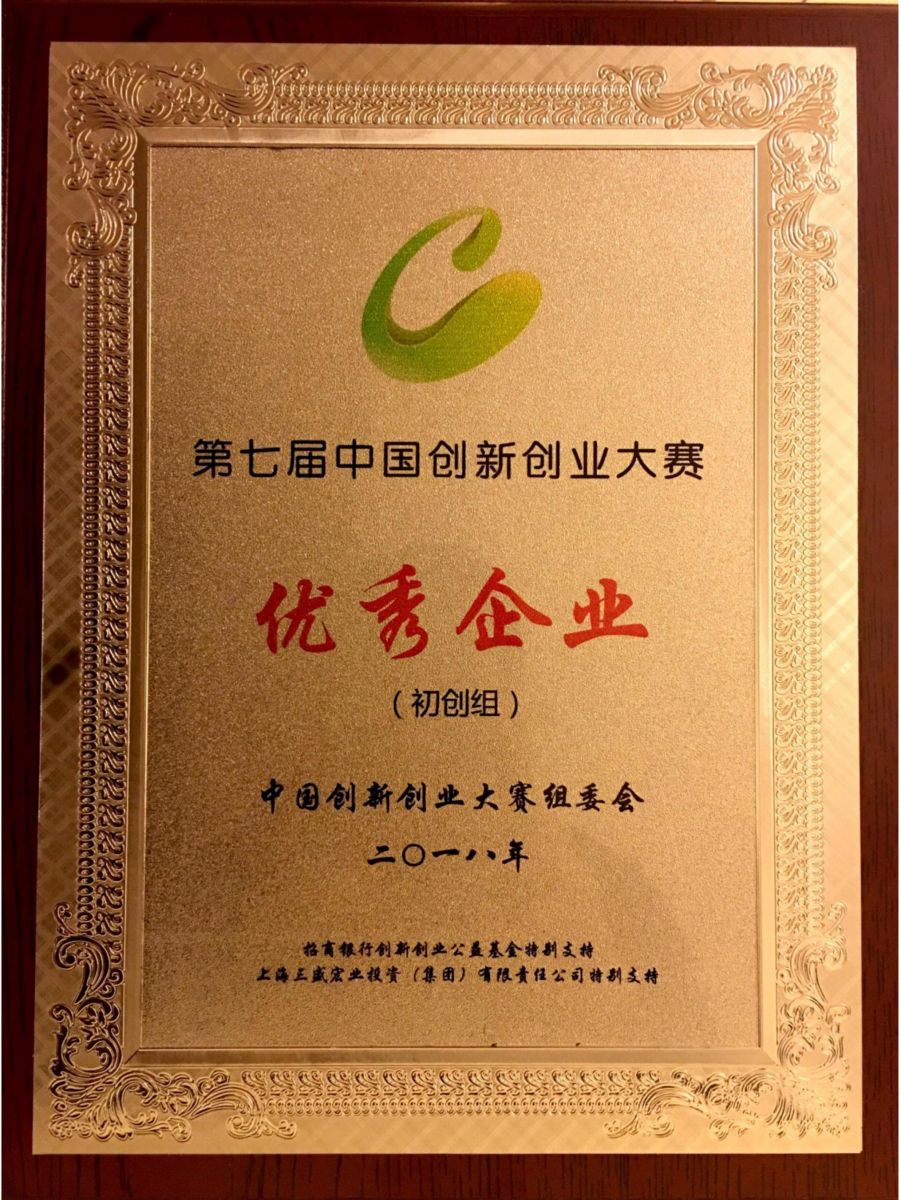 第七届中国创新创业大赛
优秀企业
（初创组）
中国创新创业大赛组委会
二〇一八年
招商银行创新创业公益基金特别支持
上海三盛宏业投资（集团）有限责任公司特别支持